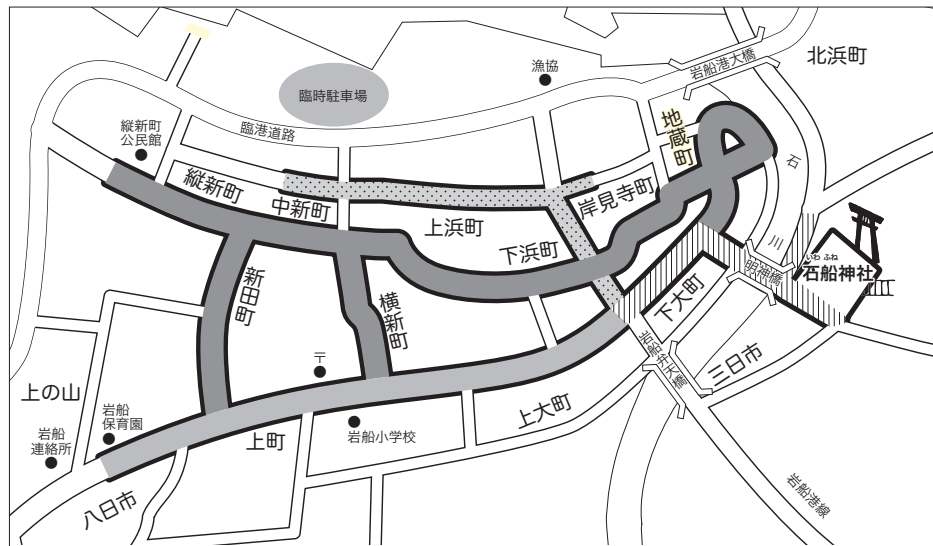 北浜町
岩船港大橋
漁協
臨時駐車場
臨港道路
縦新町
公民館
地蔵町
石
川
縦新町
中新町
岸見寺町
上浜町
下浜町
いわ ふね
石船神社
明神橋
新田町
横新町
下大町
岩船弁大橋
三日市
〒
上の山
岩船
保育園
岩船
連絡所
上町
岩船小学校
上大町
八日市
岩船港線